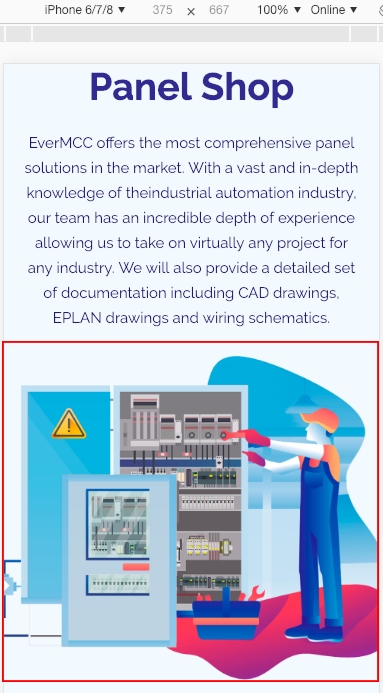 iPhone 6/7/8 ▼ 375 × 667 100% ▼ Online ▼
Panel Shop
EverMCC offers the most comprehensive panel
solutions in the market. With a vast and in-depth
knowledge of theindustrial automation industry,
our team has an incredible depth of experience
allowing us to take on virtually any project for
any industry. We will also provide a detailed set
of documentation including CAD drawings,
EPLAN drawings and wiring schematics.